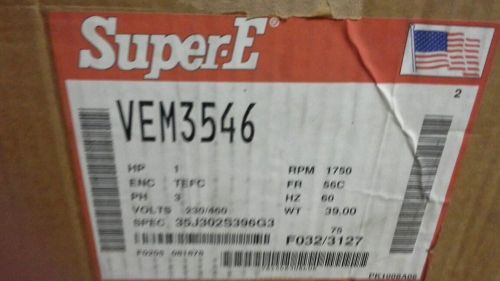 Super-E
2
VEM3546
HP 1 RPM 1750
ENC TEFC FR 56C
PH 3 HZ 60
VOLTS 230/460 WT 39.00
SPEC 35J302S396G3
75
F032/3127
PK1008A06